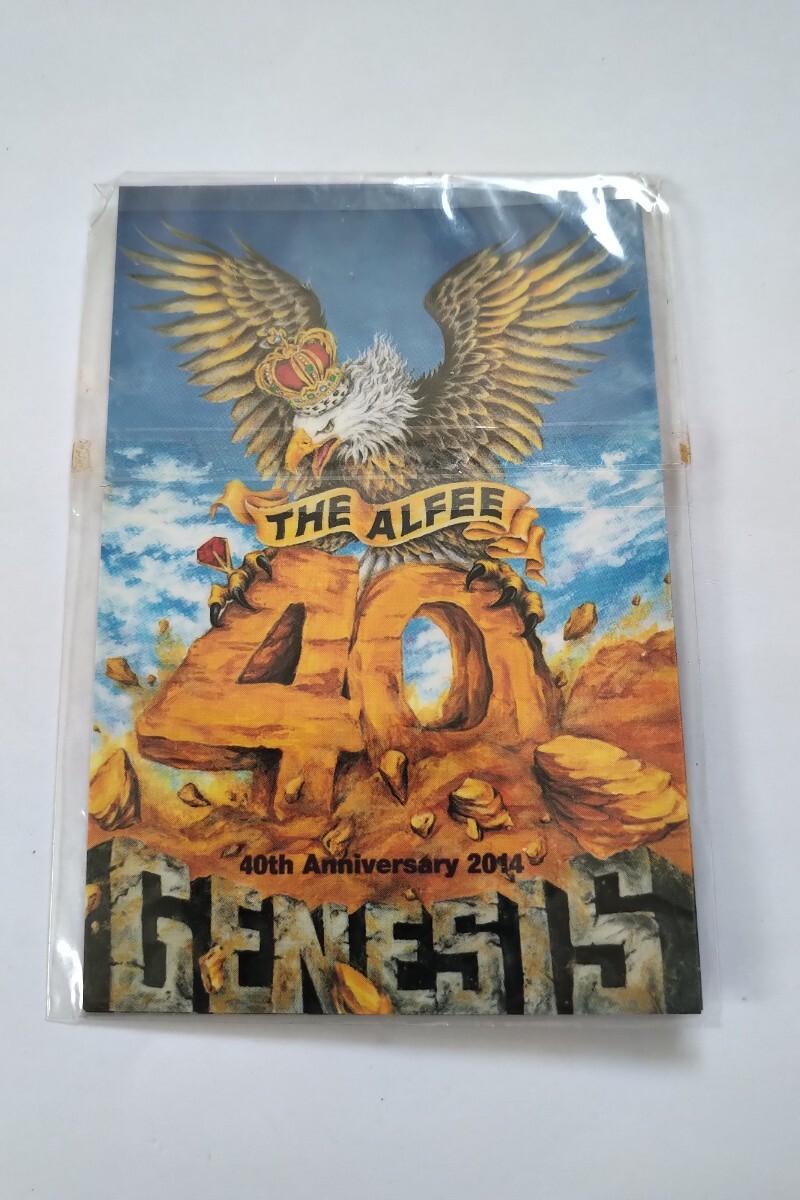 THE ALFEE
40
40th Anniversary 2014
GENESIS